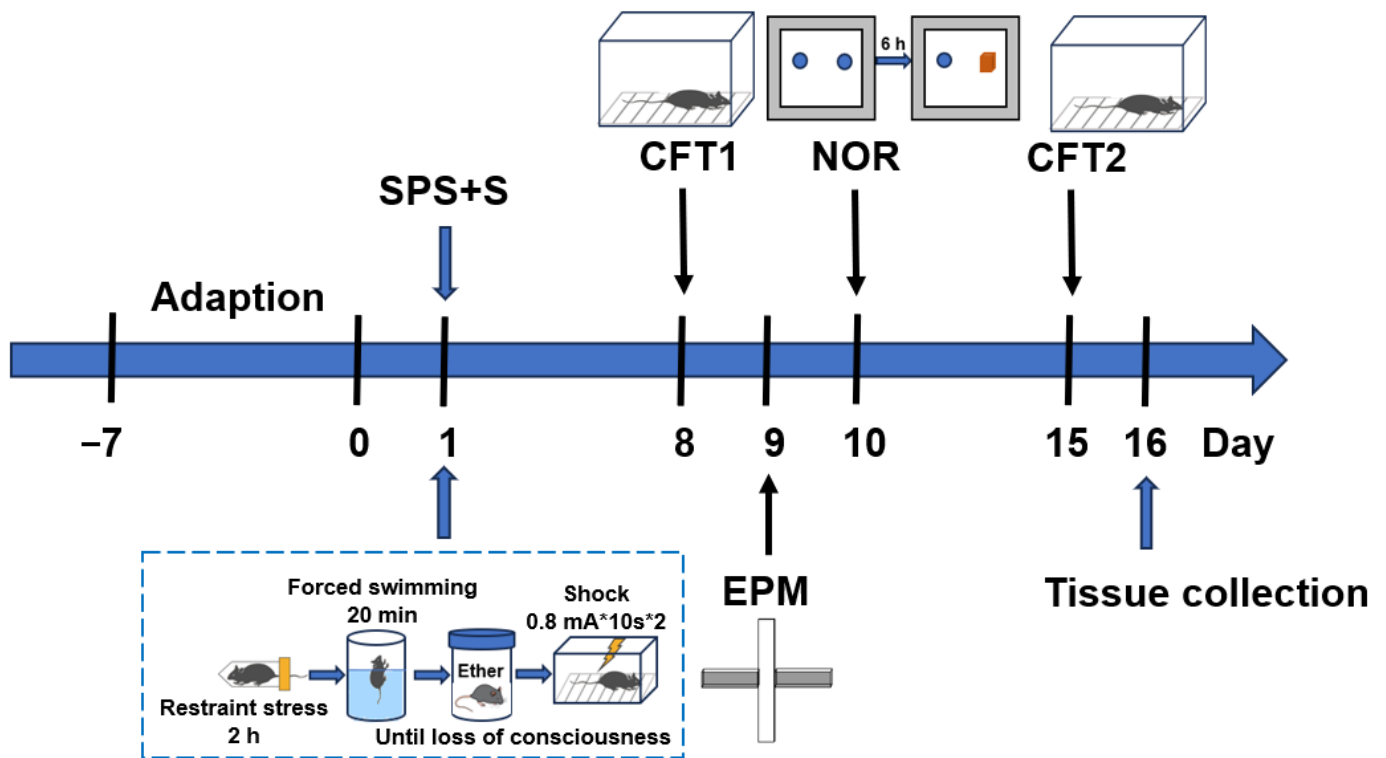 6 h
CFT1
NOR
CFT2
SPS+S
Adaption
–7
0
1
8
9
10
15
16
Day
Forced swimming
20 min
Shock
0.8 mA*10s*2
Ether
Restraint stress
2 h
Until loss of consciousness
EPM
Tissue collection